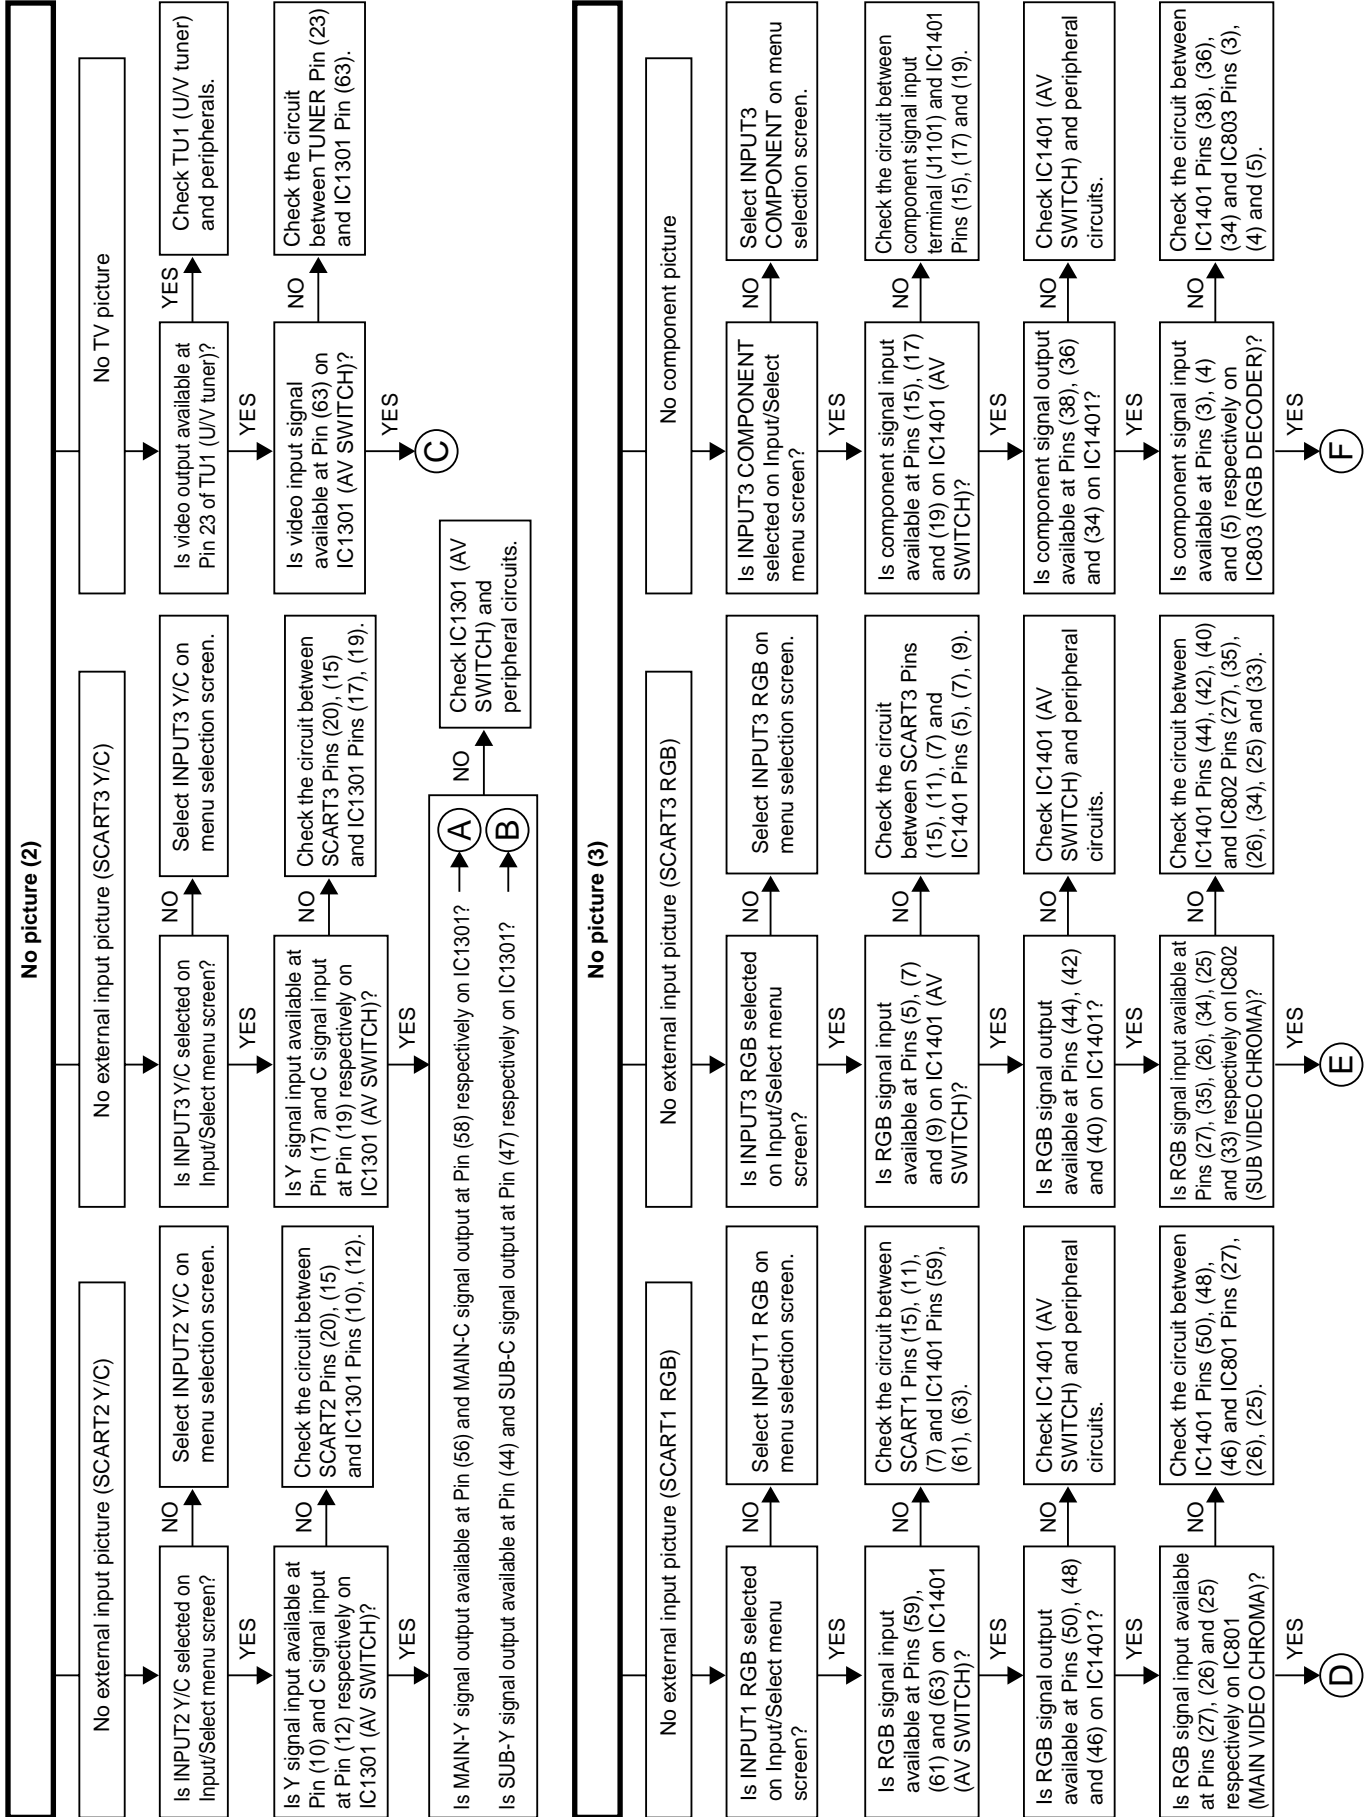 No picture (2)
No external input picture (SCART2 Y/C)
Is INPUT2 Y/C selected on
Input/Select menu screen?
NO
Select INPUT2 Y/C on
menu selection screen.
YES
Is Y signal input available at
Pin (10) and C signal input
at Pin (12) respectively on
IC1301 (AV SWITCH)?
NO
Check the circuit between
SCART2 Pins (20), (15)
and IC1301 Pins (10), (12).
YES
No external input picture (SCART3 Y/C)
Is INPUT3 Y/C selected on
Input/Select menu screen?
NO
Select INPUT3 Y/C on
menu selection screen.
YES
Is Y signal input available at
Pin (17) and C signal input
at Pin (19) respectively on
IC1301 (AV SWITCH)?
NO
Check the circuit between
SCART3 Pins (20), (15)
and IC1301 Pins (17), (19).
YES
Is MAIN-Y signal output available at Pin (56) and MAIN-C signal output at Pin (58) respectively on IC1301?
A
Is SUB-Y signal output available at Pin (44) and SUB-C signal output at Pin (47) respectively on IC1301?
B
NO
Check IC1301 (AV
SWITCH) and
peripheral circuits.
No TV picture
Is video output available at
Pin 23 of TU1 (U/V tuner)?
YES
Check TU1 (U/V tuner)
and peripherals.
YES
Is video input signal
available at Pin (63) on
IC1301 (AV SWITCH)?
NO
Check the circuit
between TUNER Pin (23)
and IC1301 Pin (63).
YES
C
No picture (3)
No external input picture (SCART1 RGB)
Is INPUT1 RGB selected
on Input/Select menu
screen?
NO
Select INPUT1 RGB on
menu selection screen.
YES
Is RGB signal input
available at Pins (59),
(61) and (63) on IC1401
(AV SWITCH)?
NO
Check the circuit between
SCART1 Pins (15), (11),
(7) and IC1401 Pins (59),
(61), (63).
YES
Is RGB signal output
available at Pins (50), (48)
and (46) on IC1401?
NO
Check IC1401 (AV
SWITCH) and peripheral
circuits.
YES
Is RGB signal input available
at Pins (27), (26) and (25)
respectively on IC801
(MAIN VIDEO CHROMA)?
NO
Check the circuit between
IC1401 Pins (50), (48),
(46) and IC801 Pins (27),
(26), (25).
YES
D
No external input picture (SCART3 RGB)
Is INPUT3 RGB selected
on Input/Select menu
screen?
NO
Select INPUT3 RGB on
menu selection screen.
YES
Is RGB signal input
available at Pins (5), (7)
and (9) on IC1401 (AV
SWITCH)?
NO
Check the circuit
between SCART3 Pins
(15), (11), (7) and
IC1401 Pins (5), (7), (9).
YES
Is RGB signal output
available at Pins (44), (42)
and (40) on IC1401?
NO
Check IC1401 (AV
SWITCH) and peripheral
circuits.
YES
Is RGB signal input available at
Pins (27), (35), (26), (34), (25)
and (33) respectively on IC802
(SUB VIDEO CHROMA)?
NO
Check the circuit between
IC1401 Pins (44), (42), (40)
and IC802 Pins (27), (35),
(26), (34), (25) and (33).
YES
E
No component picture
Is INPUT3 COMPONENT
selected on Input/Select
menu screen?
NO
Select INPUT3
COMPONENT on menu
selection screen.
YES
Is component signal input
available at Pins (15), (17)
and (19) on IC1401 (AV
SWITCH)?
NO
Check the circuit between
component signal input
terminal (J1101) and IC1401
Pins (15), (17) and (19).
YES
Is component signal output
available at Pins (38), (36)
and (34) on IC1401?
NO
Check IC1401 (AV
SWITCH) and peripheral
circuits.
YES
Is component signal input
available at Pins (3), (4)
and (5) respectively on
IC803 (RGB DECODER)?
NO
Check the circuit between
IC1401 Pins (38), (36),
(34) and IC803 Pins (3),
(4) and (5).
YES
F